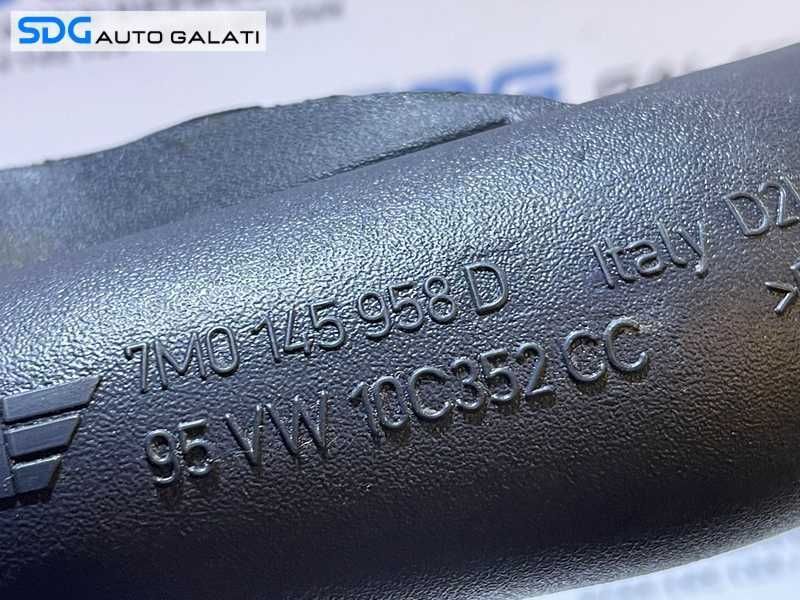 SDG AUTO GALATI
7M0 145 958 D Italy
95 VW 10C352 CC